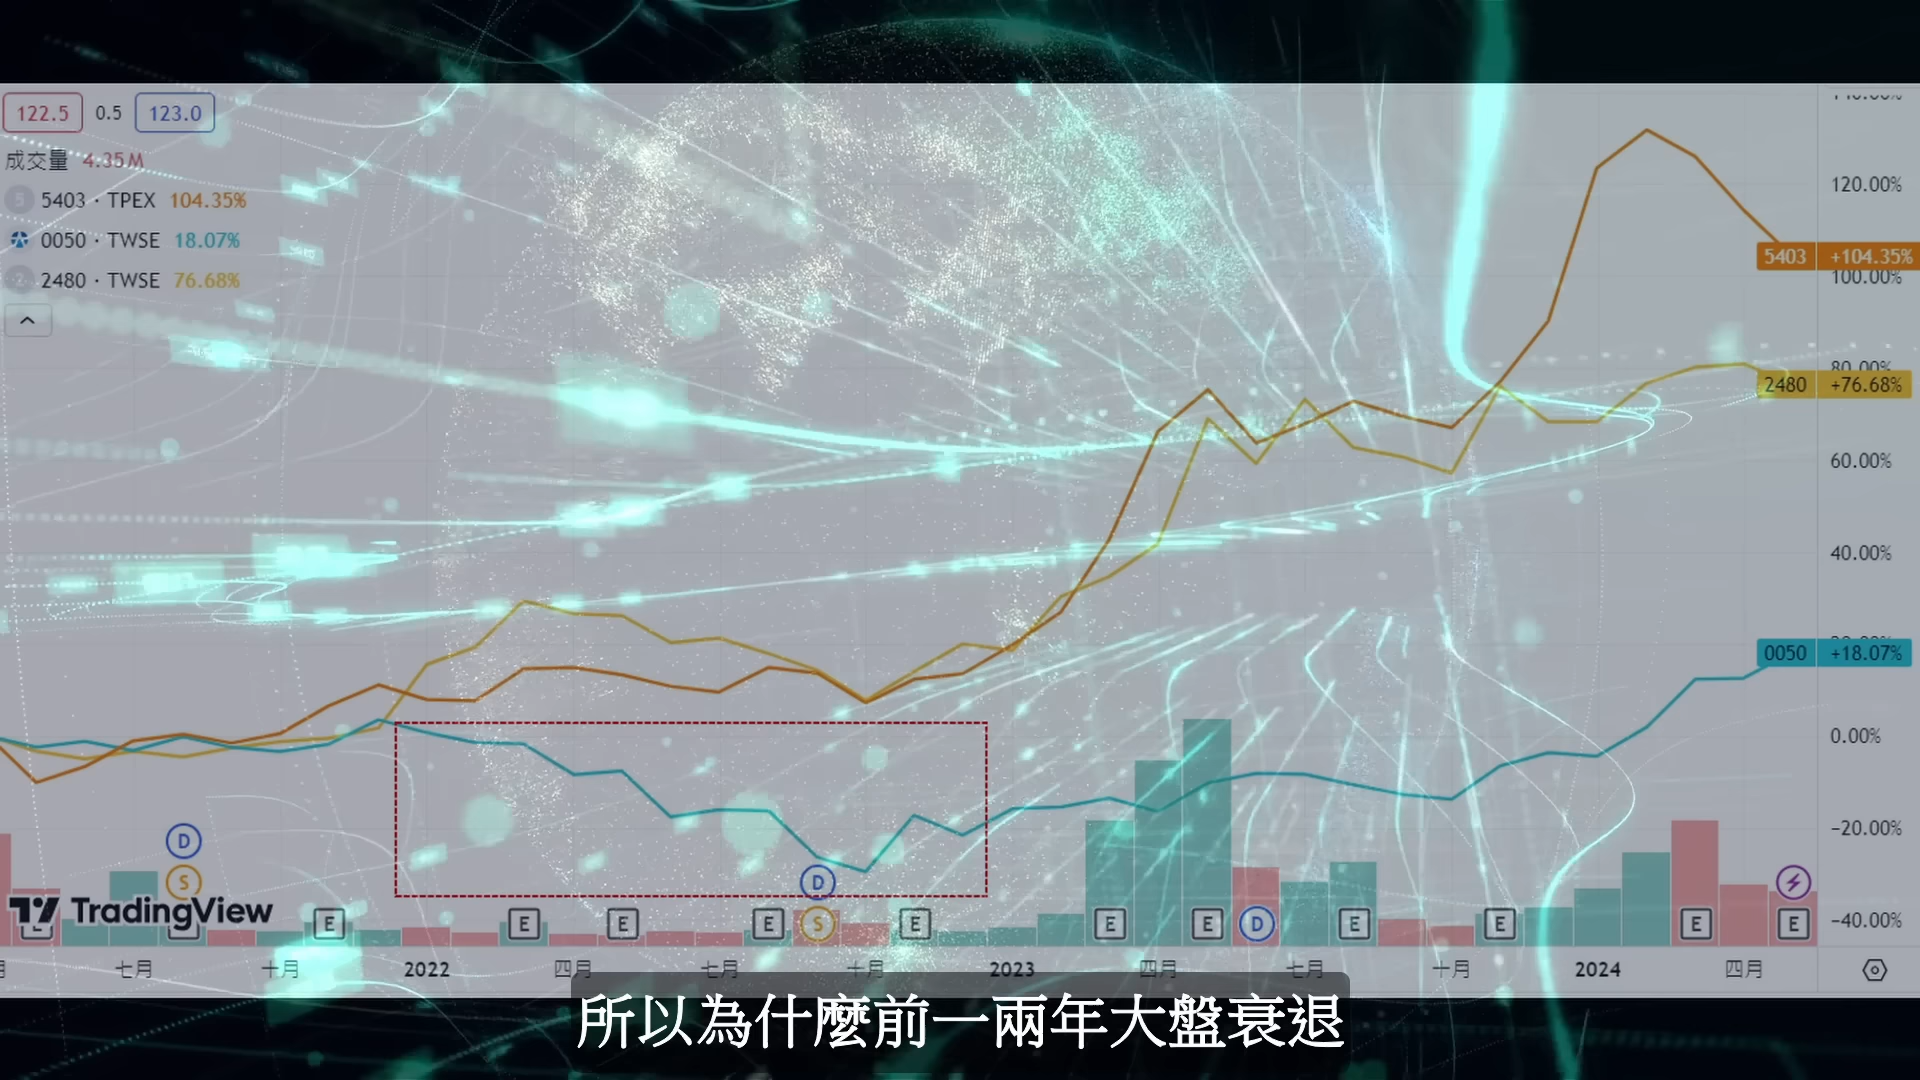 122.5 0.5 123.0
成交量 4.35M
5403 · TPEX 104.35%
0050 · TWSE 18.07%
2480 · TWSE 76.68%
120.00%
5403 +104.35%
100.00%
80.00%
2480 +76.68%
60.00%
40.00%
0050 +18.07%
0.00%
-20.00%
-40.00%
D
S
D
S
D
E E E E E E E E E E E
TradingView
七月 十月 2022 四月 七月 十月 2023 四月 七月 十月 2024 四月
所以為什麼前一兩年大盤衰退